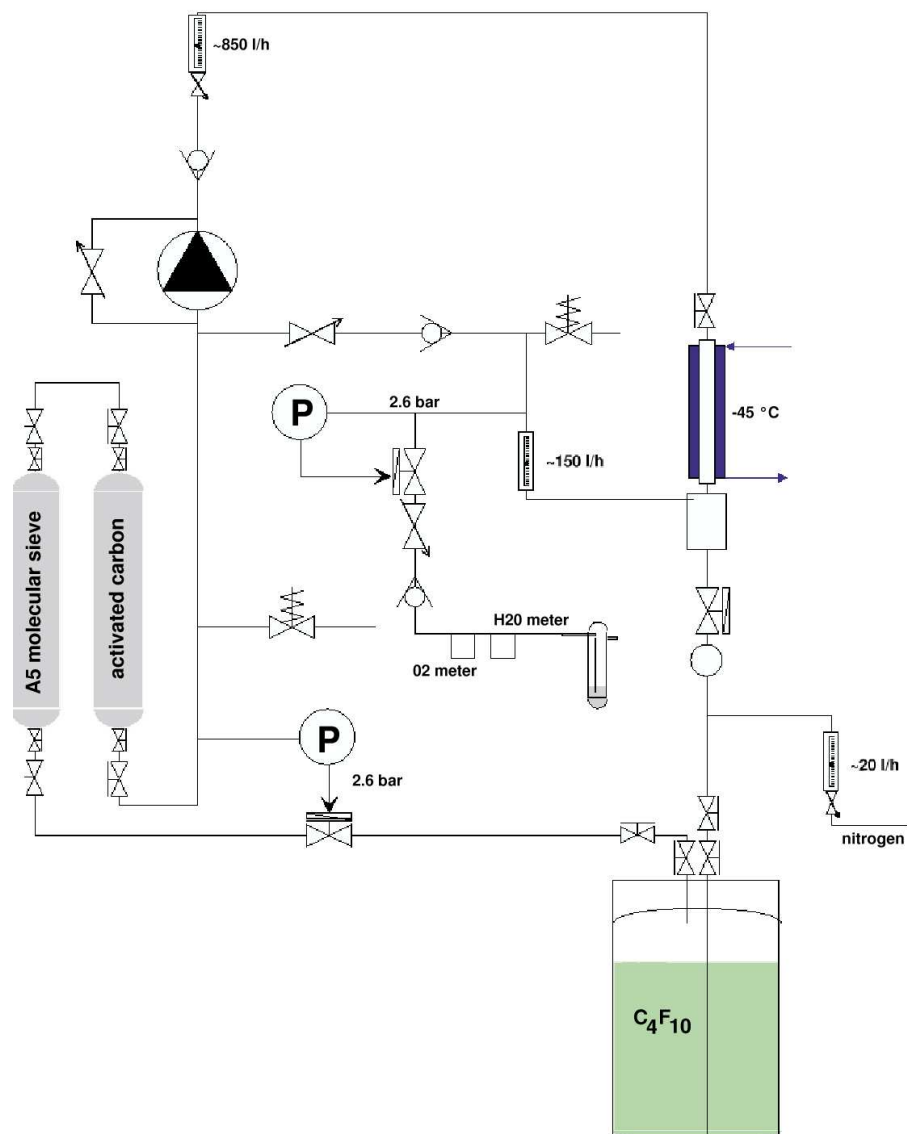 ~850 l/h
2.6 bar
P
-45 °C
~150 l/h
A5 molecular sieve
activated carbon
H20 meter
02 meter
P
2.6 bar
~20 l/h
nitrogen
C4F10